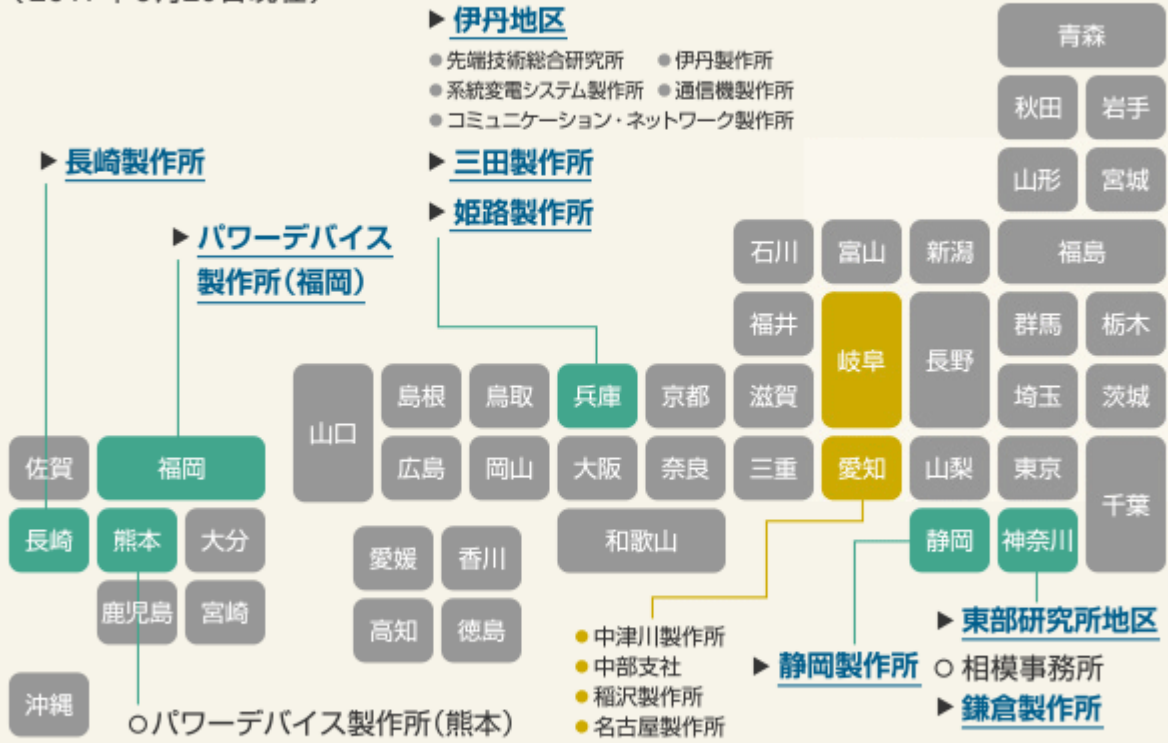 ▶ 伊丹地区
●先端技術総合研究所 ●伊丹製作所
●系統変電システム製作所 ●通信機製作所
●コミュニケーション・ネットワーク製作所
▶ 三田製作所
▶ 姫路製作所
▶ 長崎製作所
▶ パワーデバイス
製作所(福岡)
青森
秋田 岩手
山形 宮城
石川 富山 新潟 福島
福井 岐阜 長野 群馬 栃木
山口 島根 鳥取 兵庫 京都 滋賀 埼玉 茨城
佐賀 福岡 広島 岡山 大阪 奈良 三重 愛知 山梨 東京 千葉
長崎 熊本 大分 愛媛 香川 和歌山 静岡 神奈川
鹿児島 宮崎 高知 徳島
沖縄
○パワーデバイス製作所(熊本)
●中津川製作所
●中部支社
●稲沢製作所
●名古屋製作所
▶ 静岡製作所
▶ 東部研究所地区
○相模事務所
▶ 鎌倉製作所